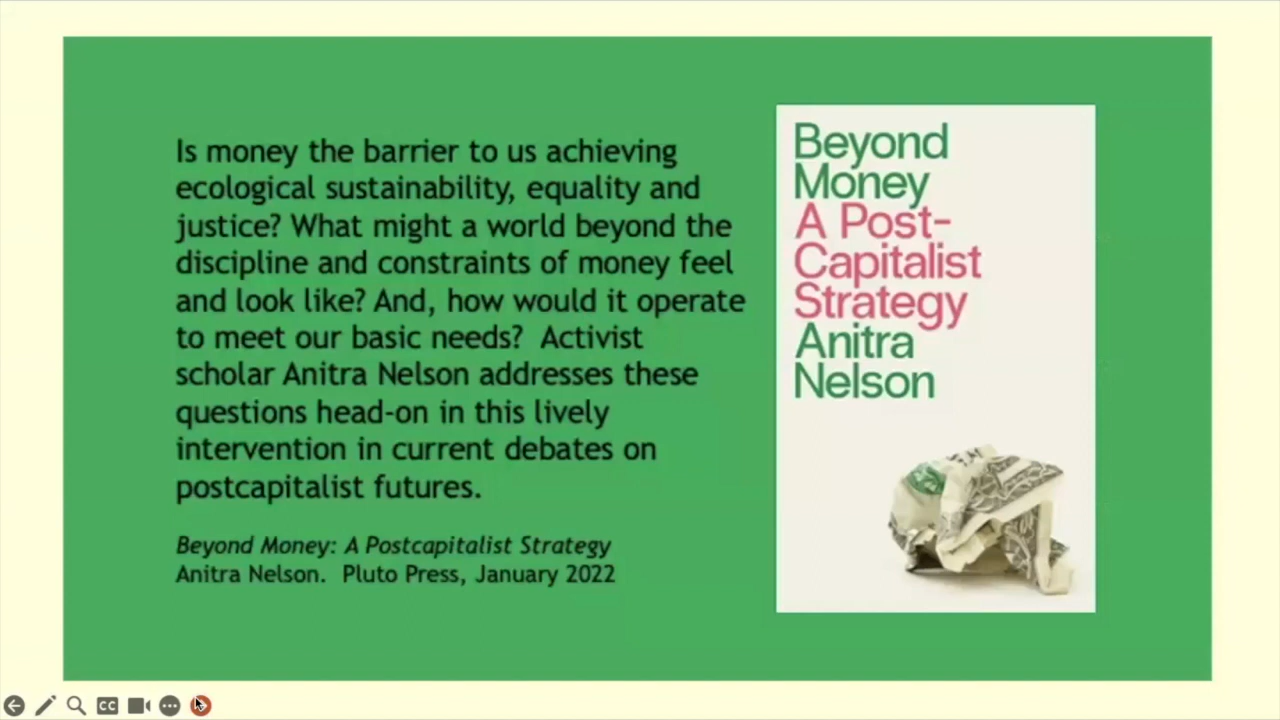 Is money the barrier to us achieving
ecological sustainability, equality and
justice? What might a world beyond the
discipline and constraints of money feel
and look like? And, how would it operate
to meet our basic needs?  Activist
scholar Anitra Nelson addresses these
questions head-on in this lively
intervention in current debates on
postcapitalist futures.
Beyond Money: A Postcapitalist Strategy
Anitra Nelson.  Pluto Press, January 2022
Beyond
Money
A Post-
Capitalist
Strategy
Anitra
Nelson
CC